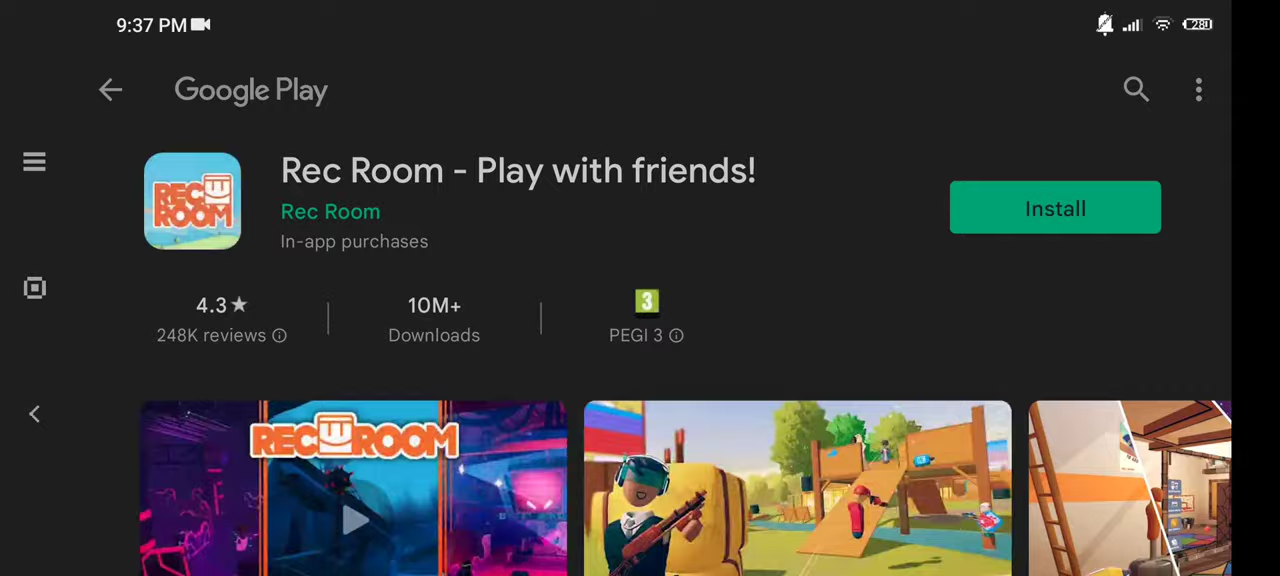 9:37 PM
28
Google Play
REC
ROOM
Rec Room - Play with friends!
Rec Room
In-app purchases
Install
4.3★
248K reviews
10M+
Downloads
3
PEGI 3
REC ROOM